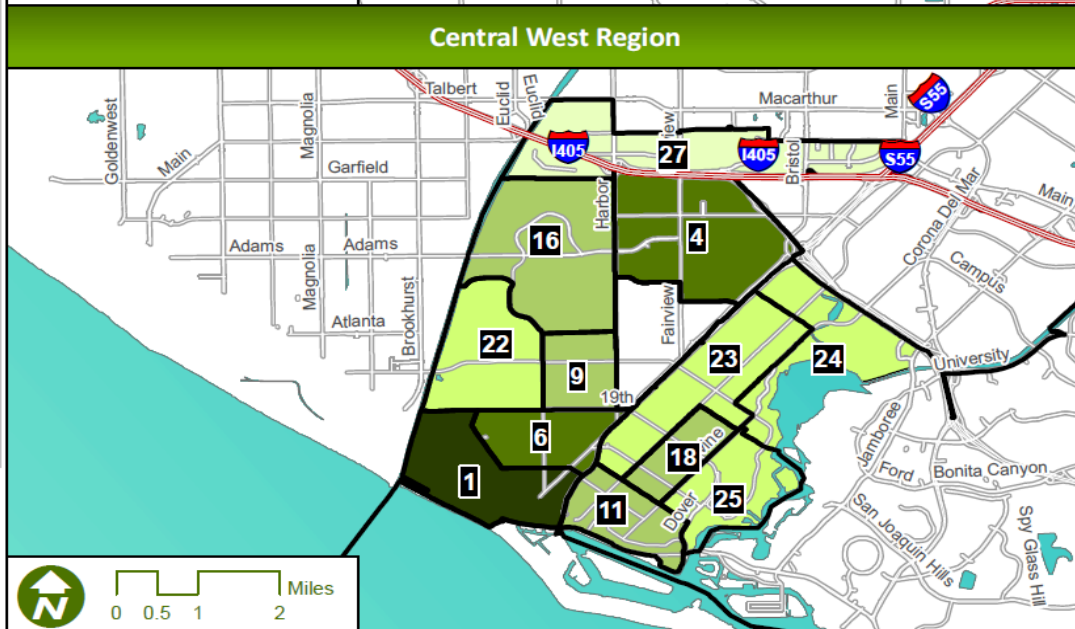 Central West Region
Talbert
Euclid
Euclid
Macarthur
Main
S55
Goldenwest
Main
Magnolia
I405
view
27
I405
Bristol
S55
Garfield
Harbor
Corona Del Mar
Main
16
4
Adams
Adams
Magnolia
Campus
Fairview
Atlanta
Brookhurst
22
23
24
University
9
19th
Jamboree
6
18
vine
Ford
Bonita Canyon
1
11
Dover
25
San Joaquin Hills
Spy Glass Hill
N
Miles
0 0.5 1 2